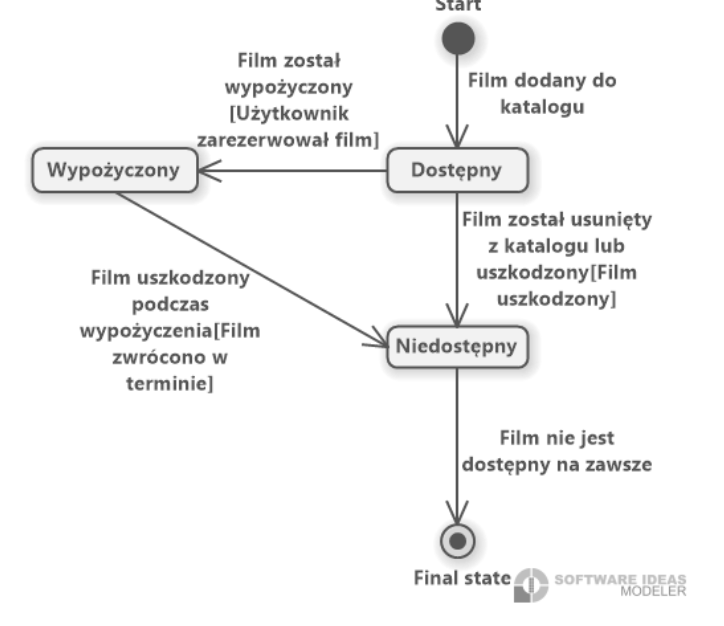 Start
Film dodany do
katalogu
Film został
wypożyczony
[Użytkownik
zarezerwował film]
Wypożyczony
Dostępny
Film został usunięty
z katalogu lub
uszkodzony[Film
uszkodzony]
Film uszkodzony
podczas
wypożyczenia[Film
zwrócono w
terminie]
Niedostępny
Film nie jest
dostępny na zawsze
Final state
SOFTWARE IDEAS
MODELER